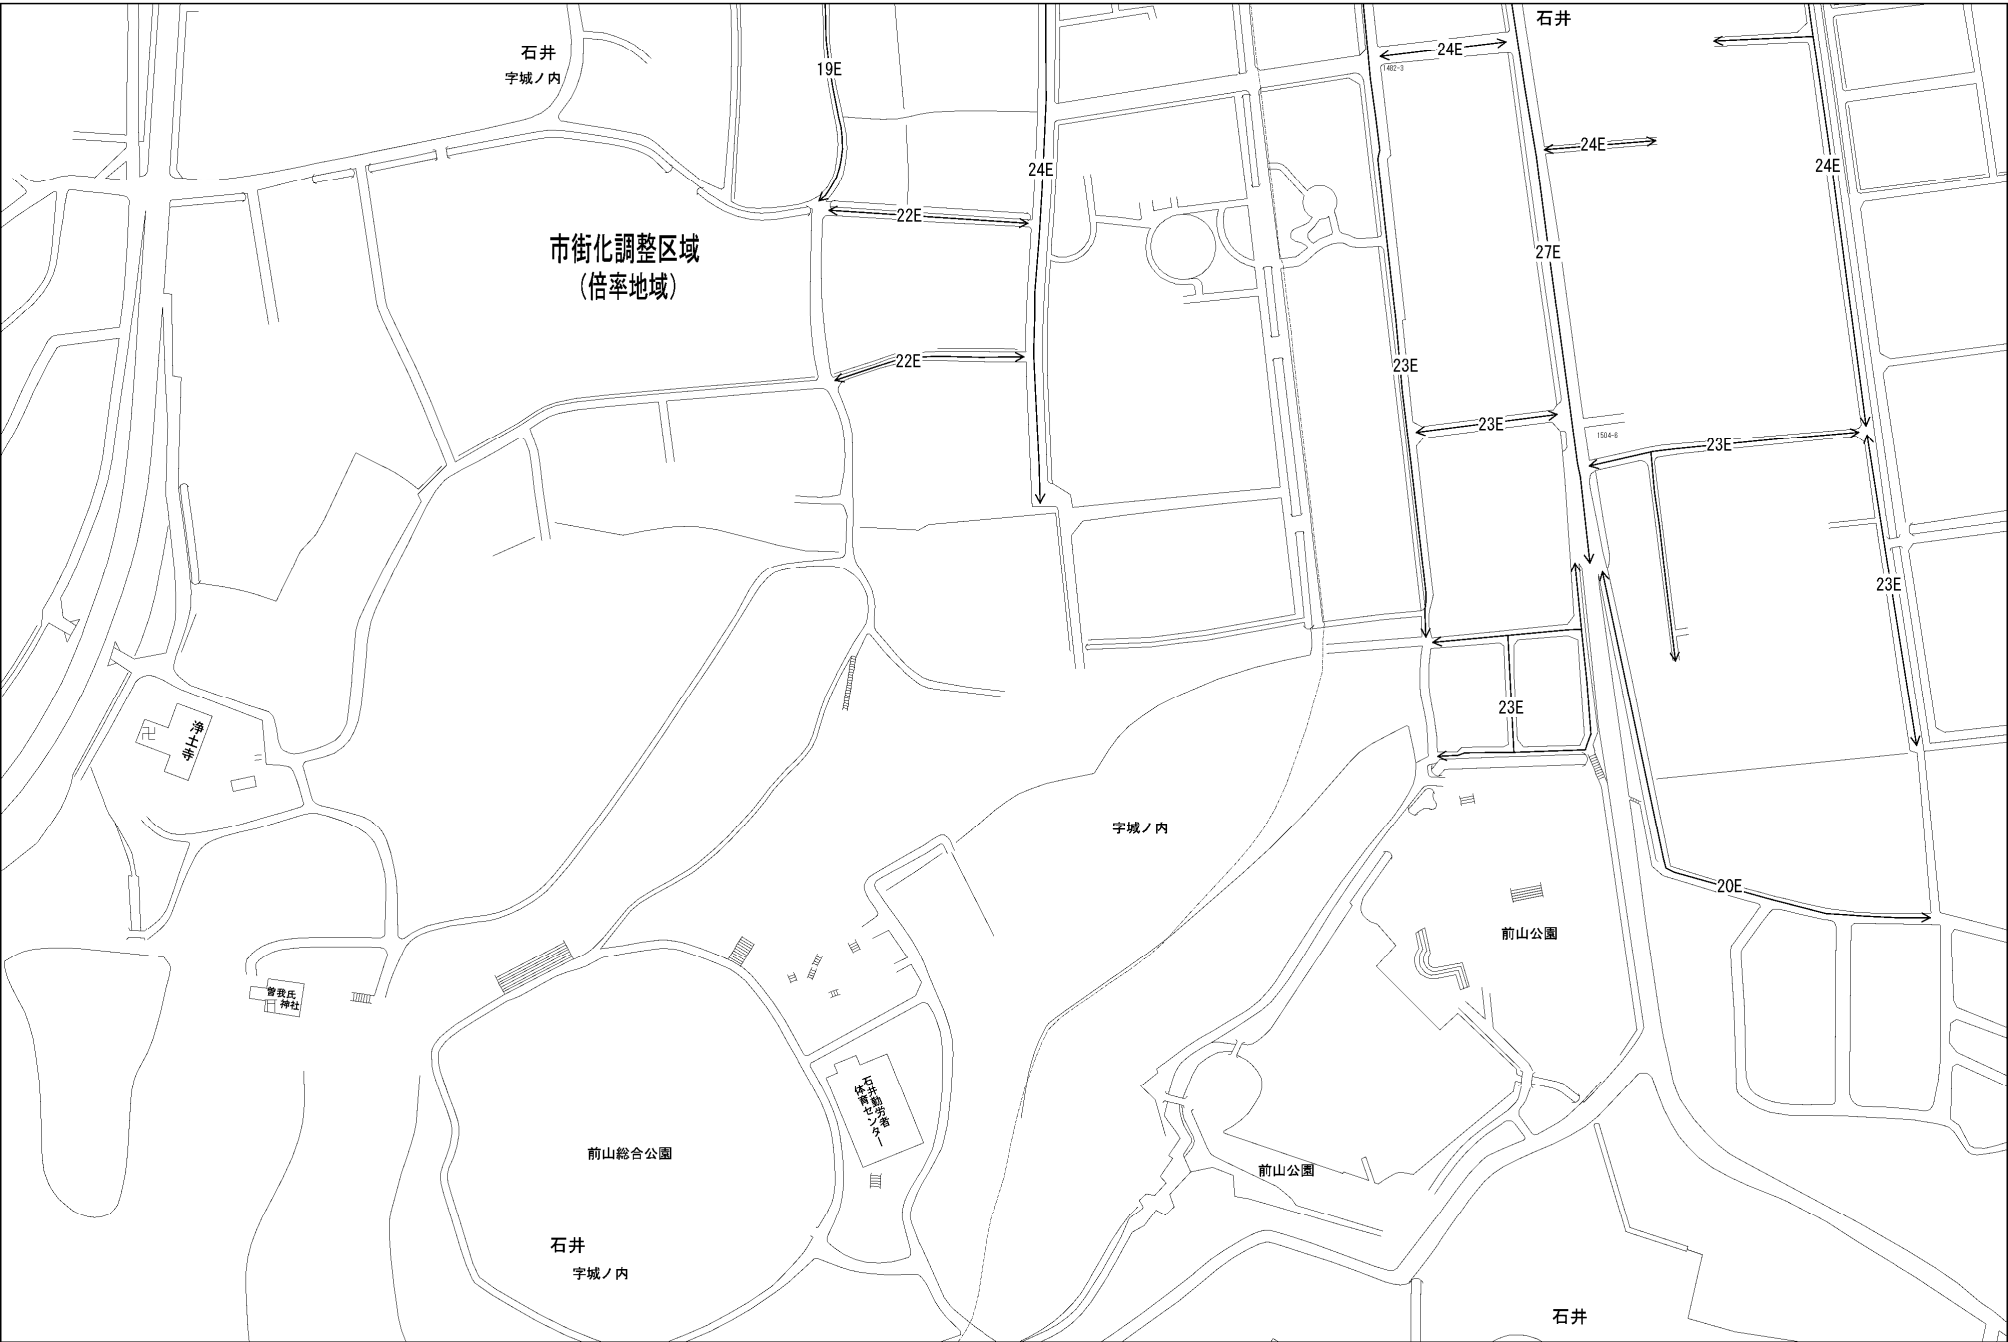 石井
石井
字城ノ内
24E
19E
1482-3
24E
24E
24E
22E
市街化調整区域
(倍率地域)
27E
22E
23E
23E
1504-6
23E
23E
23E
浄土寺
字城ノ内
20E
前山公園
曽我氏
神社
石井勤労者
体育センター
前山総合公園
前山公園
石井
字城ノ内
石井